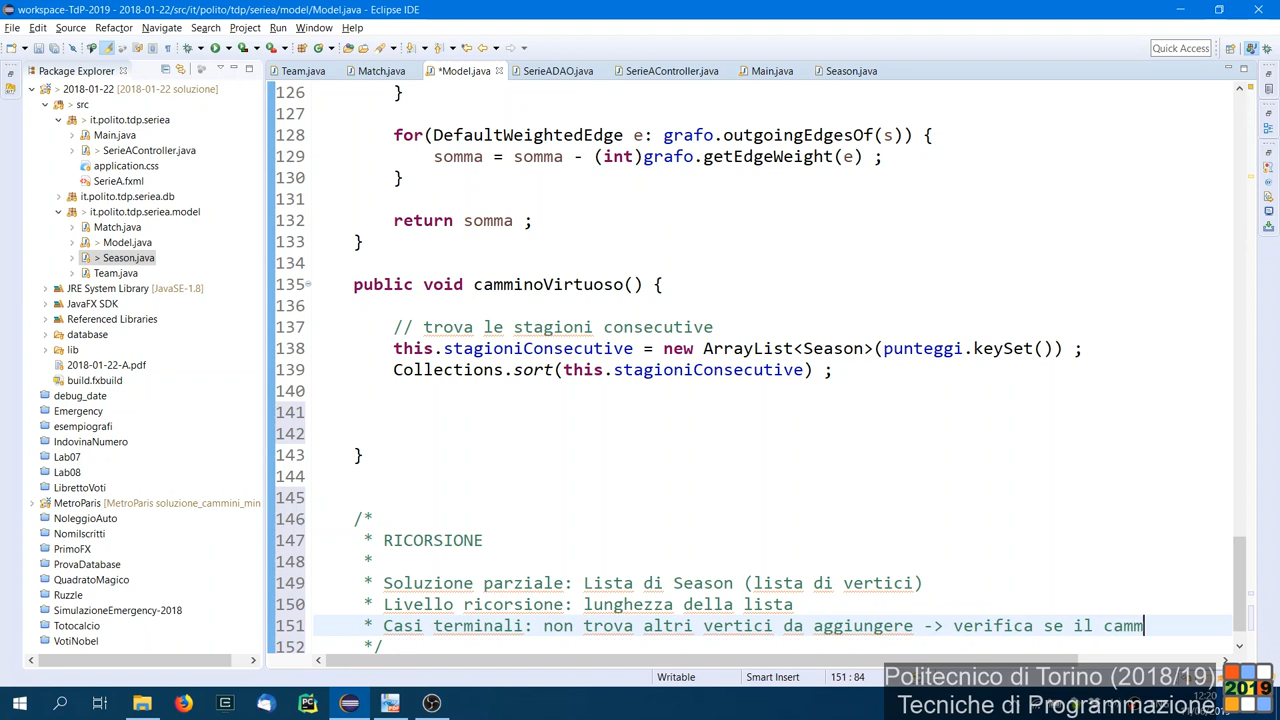 workspace-TdP-2019 - 2018-01-22/src/it/polito/tdp/seriea/model/Model.java - Eclipse IDE
File Edit Source Refactor Navigate Search Project Run Window Help
Quick Access
Package Explorer
Team.java Match.java *Model.java SerieADAO.java SerieAController.java Main.java Season.java
> 2018-01-22 [2018-01-22 soluzione]
> src
it.polito.tdp.seriea
Main.java
> SerieAController.java
application.css
SerieA.fxml
> it.polito.tdp.seriea.db
> it.polito.tdp.seriea.model
Match.java
> Model.java
> Season.java
Team.java
JRE System Library [JavaSE-1.8]
JavaFX SDK
Referenced Libraries
database
lib
2018-01-22-A.pdf
build.fxbuild
debug_date
Emergency
esempiografi
IndovinaNumero
Lab07
Lab08
LibrettoVoti
MetroParis [MetroParis soluzione_cammini_min
NoleggioAuto
NomiIscritti
PrimoFX
ProvaDatabase
QuadratoMagico
Ruzzle
SimulazioneEmergency-2018
Totocalcio
VotiNobel
126 }
127
128 for(DefaultWeightedEdge e: grafo.outgoingEdgesOf(s)) {
129 somma = somma - (int)grafo.getEdgeWeight(e) ;
130 }
131
132 return somma ;
133 }
134
135 public void camminoVirtuoso() {
136
137 // trova le stagioni consecutive
138 this.stagioniConsecutive = new ArrayList<Season>(punteggi.keySet()) ;
139 Collections.sort(this.stagioniConsecutive) ;
140
141
142
143 }
144
145
146 /*
147 * RICORSIONE
148 *
149 * Soluzione parziale: Lista di Season (lista di vertici)
150 * Livello ricorsione: lunghezza della lista
151 * Casi terminali: non trova altri vertici da aggiungere -> verifica se il camm
152 */
Writable Smart Insert 151 : 84
Politecnico di Torino (2018/19)
Tecniche di Programmazione
2019
12:20